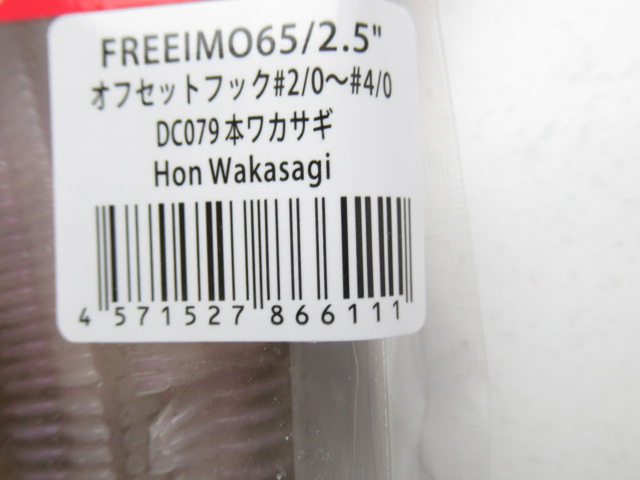 FREEIMO65/2.5"
オフセットフック#2/0〜#4/0
DC079 本ワカサギ
Hon Wakasagi
4 571527 866111